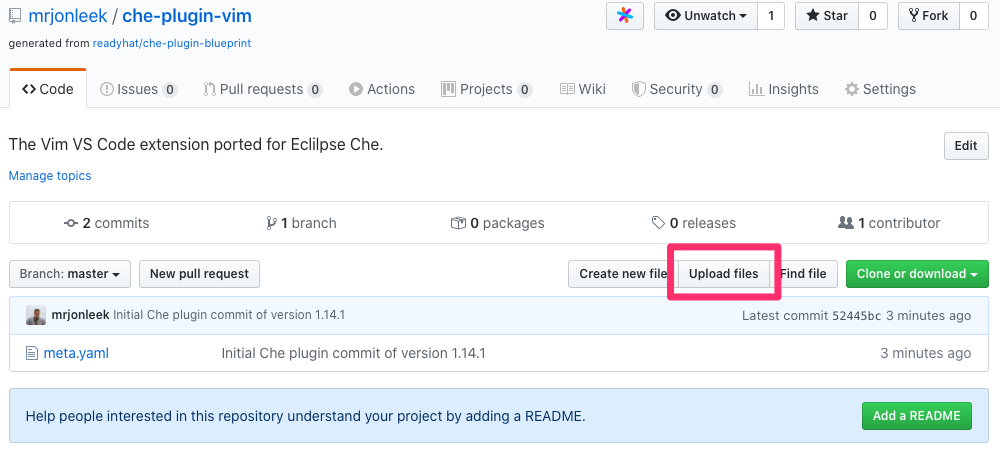 mrjonleek / che-plugin-vim Unwatch 1 Star 0 Fork 0
generated from readyhat/che-plugin-blueprint
Code Issues 0 Pull requests 0 Actions Projects 0 Wiki Security 0 Insights Settings
The Vim VS Code extension ported for Eclilpse Che. Edit
Manage topics
2 commits 1 branch 0 packages 0 releases 1 contributor
Branch: master New pull request Create new file Upload files Find file Clone or download
mrjonleek Initial Che plugin commit of version 1.14.1 Latest commit 52445bc 3 minutes ago
meta.yaml Initial Che plugin commit of version 1.14.1 3 minutes ago
Help people interested in this repository understand your project by adding a README. Add a README